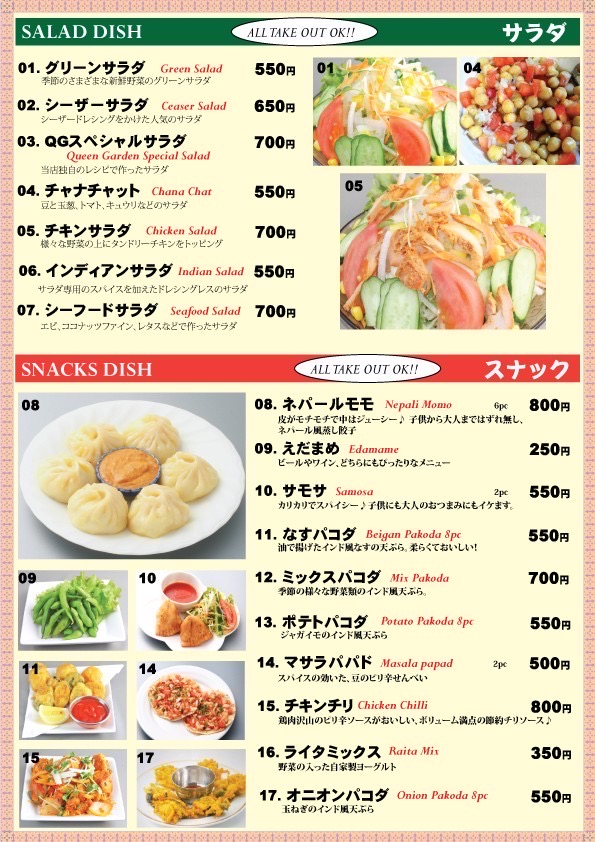 SALAD DISH ALL TAKE OUT OK!! サラダ
01. グリーンサラダ Green Salad 550円
季節のさまざまな新鮮野菜のグリーンサラダ
02. シーザーサラダ Ceaser Salad 650円
シーザードレシングをかけた人気のサラダ
03. QGスペシャルサラダ 700円
Queen Garden Special Salad
当店独自のレシピで作ったサラダ
04. チャナチャット Chana Chat 550円
豆と玉葱、トマト、キュウリなどのサラダ
05. チキンサラダ Chicken Salad 700円
様々な野菜の上にタンドリーチキンをトッピング
06. インディアンサラダ Indian Salad 550円
サラダ専用のスパイスを加えたドレシングレスのサラダ
07. シーフードサラダ Seafood Salad 700円
エビ、ココナッツファイン、レタスなどで作ったサラダ
01
04
05
SNACKS DISH ALL TAKE OUT OK!! スナック
08
09
10
11
14
15
17
08. ネパールモモ Nepali Momo 6pc 800円
皮がモチモチで中はジューシー♪ 子供から大人まではずれ無し、
ネパール風蒸し餃子
09. えだまめ Edamame 250円
ビールやワイン、どちらにもぴったりなメニュー
10. サモサ Samosa 2pc 550円
カリカリでスパイシー♪子供にも大人のおつまみにもイケます。
11. なすパコダ Beigan Pakoda 8pc 550円
油で揚げたインド風なすの天ぷら。柔らくておいしい!
12. ミックスパコダ Mix Pakoda 700円
季節の様々な野菜類のインド風天ぷら。
13. ポテトパコダ Potato Pakoda 8pc 550円
ジャガイモのインド風天ぷら
14. マサラパパド Masala papad 2pc 500円
スパイスの効いた、豆のピリ辛せんべい
15. チキンチリ Chicken Chilli 800円
鶏肉沢山のピリ辛ソースがおいしい、ボリューム満点の節約チリソース♪
16. ライタミックス Raita Mix 350円
野菜の入った自家製ヨーグルト
17. オニオンパコダ Onion Pakoda 8pc 550円
玉ねぎのインド風天ぷら